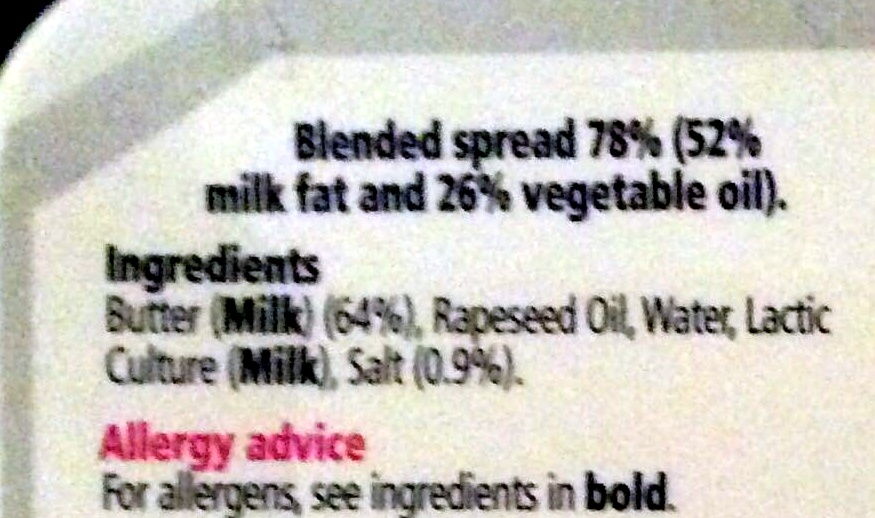 Blended spread 78% (52%
milk fat and 26% vegetable oil).
Ingredients
Butter (Milk) (64%), Rapeseed Oil, Water, Lactic
Culture (Milk), Salt (0.9%).
Allergy advice
For allergens, see ingredients in bold.